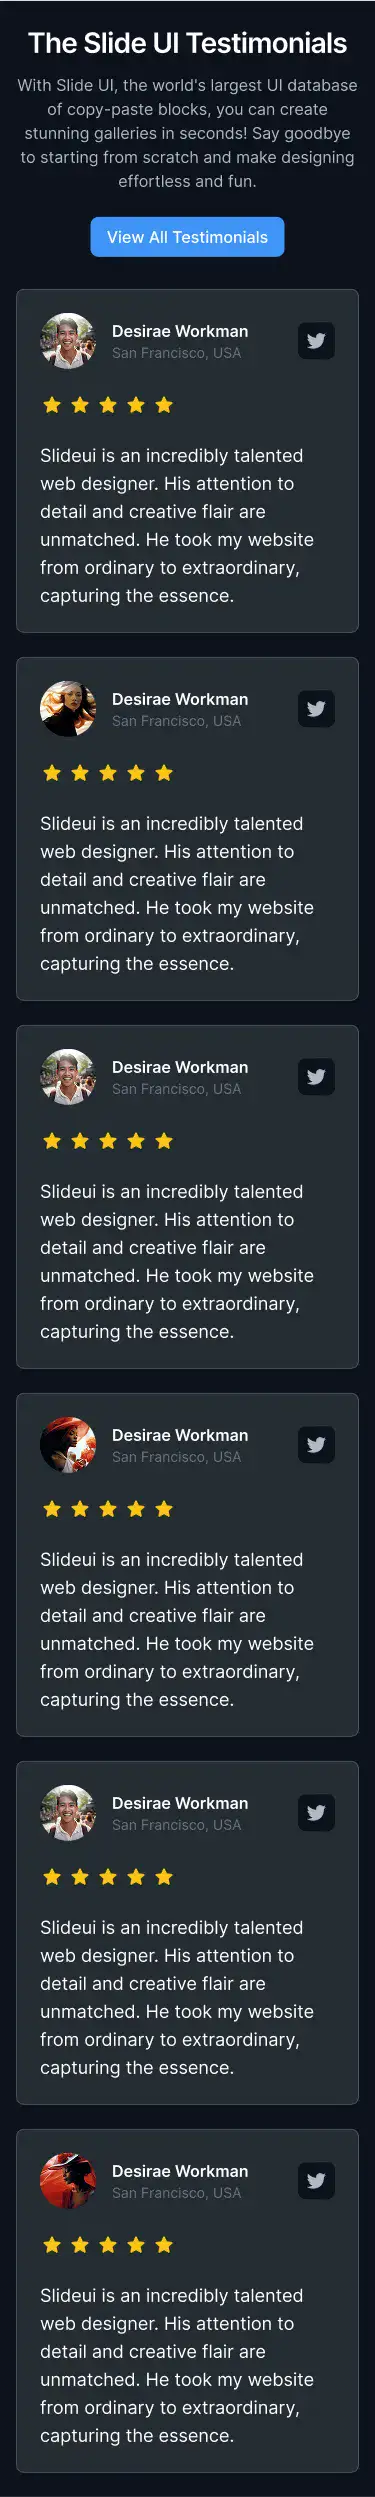 The Slide UI Testimonials
With Slide UI, the world's largest UI database
of copy-paste blocks, you can create
stunning galleries in seconds! Say goodbye
to starting from scratch and make designing
effortless and fun.
View All Testimonials
Desirae Workman
San Francisco, USA
Slideui is an incredibly talented
web designer. His attention to
detail and creative flair are
unmatched. He took my website
from ordinary to extraordinary,
capturing the essence.
Desirae Workman
San Francisco, USA
Slideui is an incredibly talented
web designer. His attention to
detail and creative flair are
unmatched. He took my website
from ordinary to extraordinary,
capturing the essence.
Desirae Workman
San Francisco, USA
Slideui is an incredibly talented
web designer. His attention to
detail and creative flair are
unmatched. He took my website
from ordinary to extraordinary,
capturing the essence.
Desirae Workman
San Francisco, USA
Slideui is an incredibly talented
web designer. His attention to
detail and creative flair are
unmatched. He took my website
from ordinary to extraordinary,
capturing the essence.
Desirae Workman
San Francisco, USA
Slideui is an incredibly talented
web designer. His attention to
detail and creative flair are
unmatched. He took my website
from ordinary to extraordinary,
capturing the essence.
Desirae Workman
San Francisco, USA
Slideui is an incredibly talented
web designer. His attention to
detail and creative flair are
unmatched. He took my website
from ordinary to extraordinary,
capturing the essence.